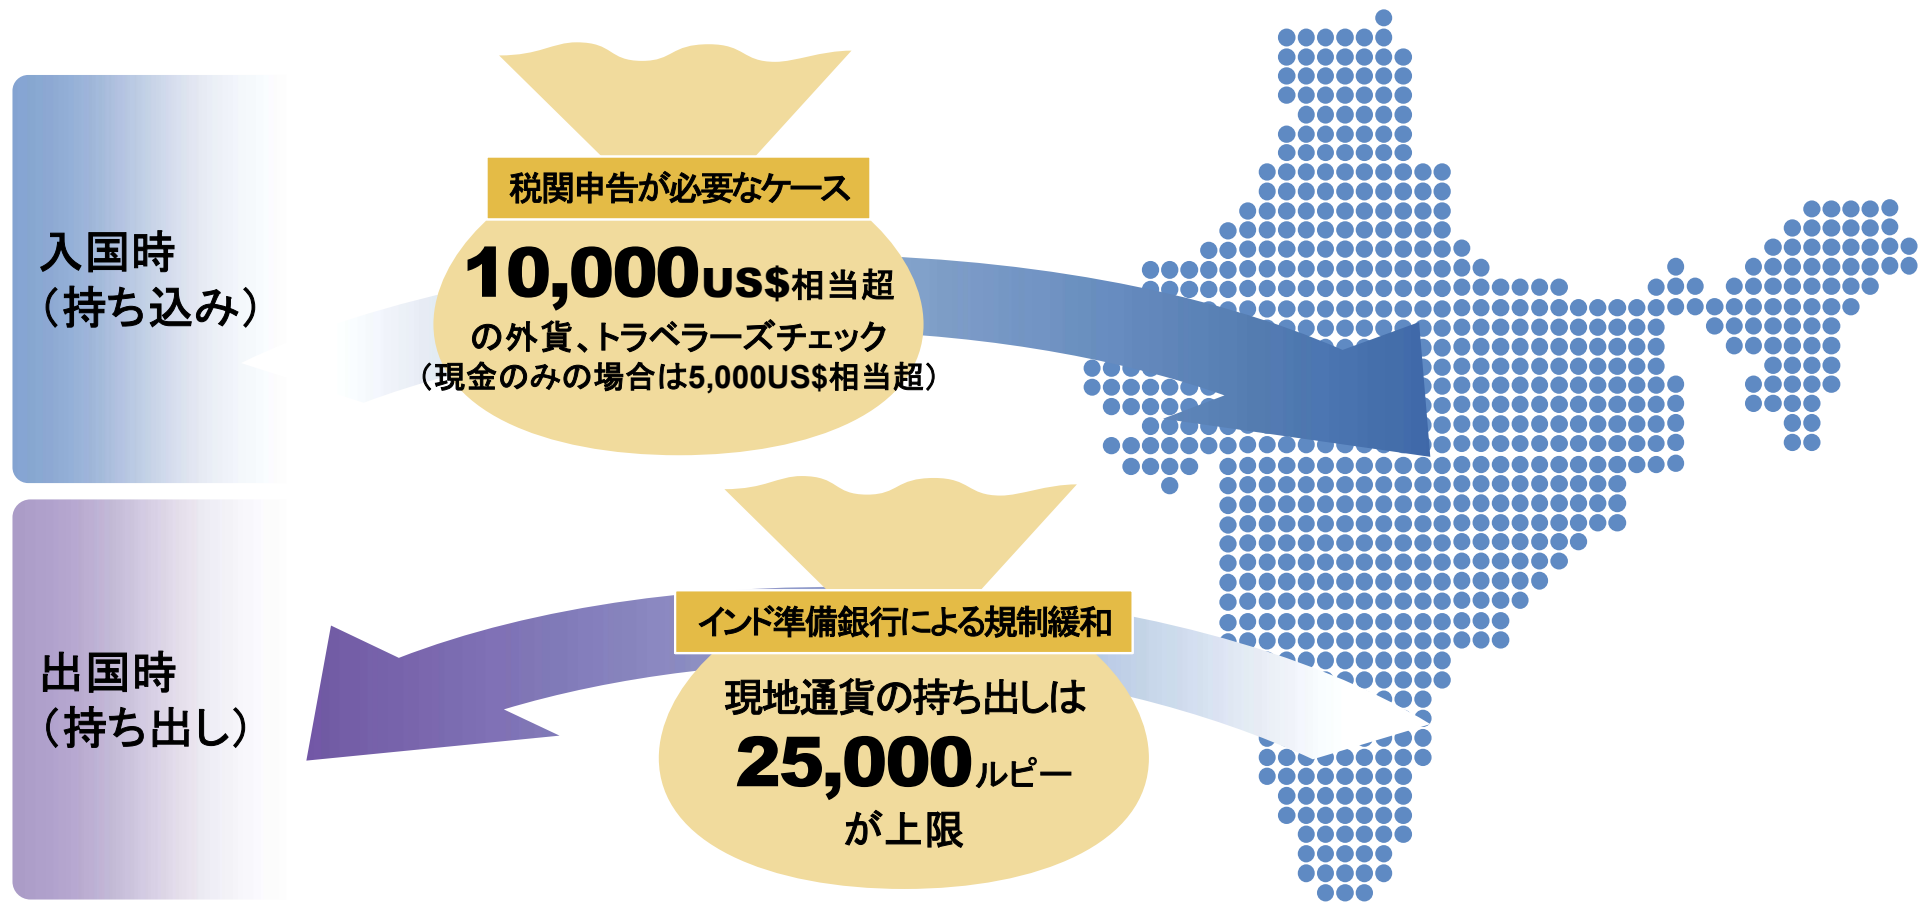 入国時
（持ち込み）
税関申告が必要なケース
10,000US$相当超
の外貨、トラベラーズチェック
（現金のみの場合は5,000US$相当超）
出国時
（持ち出し）
インド準備銀行による規制緩和
現地通貨の持ち出しは
25,000ルピー
が上限